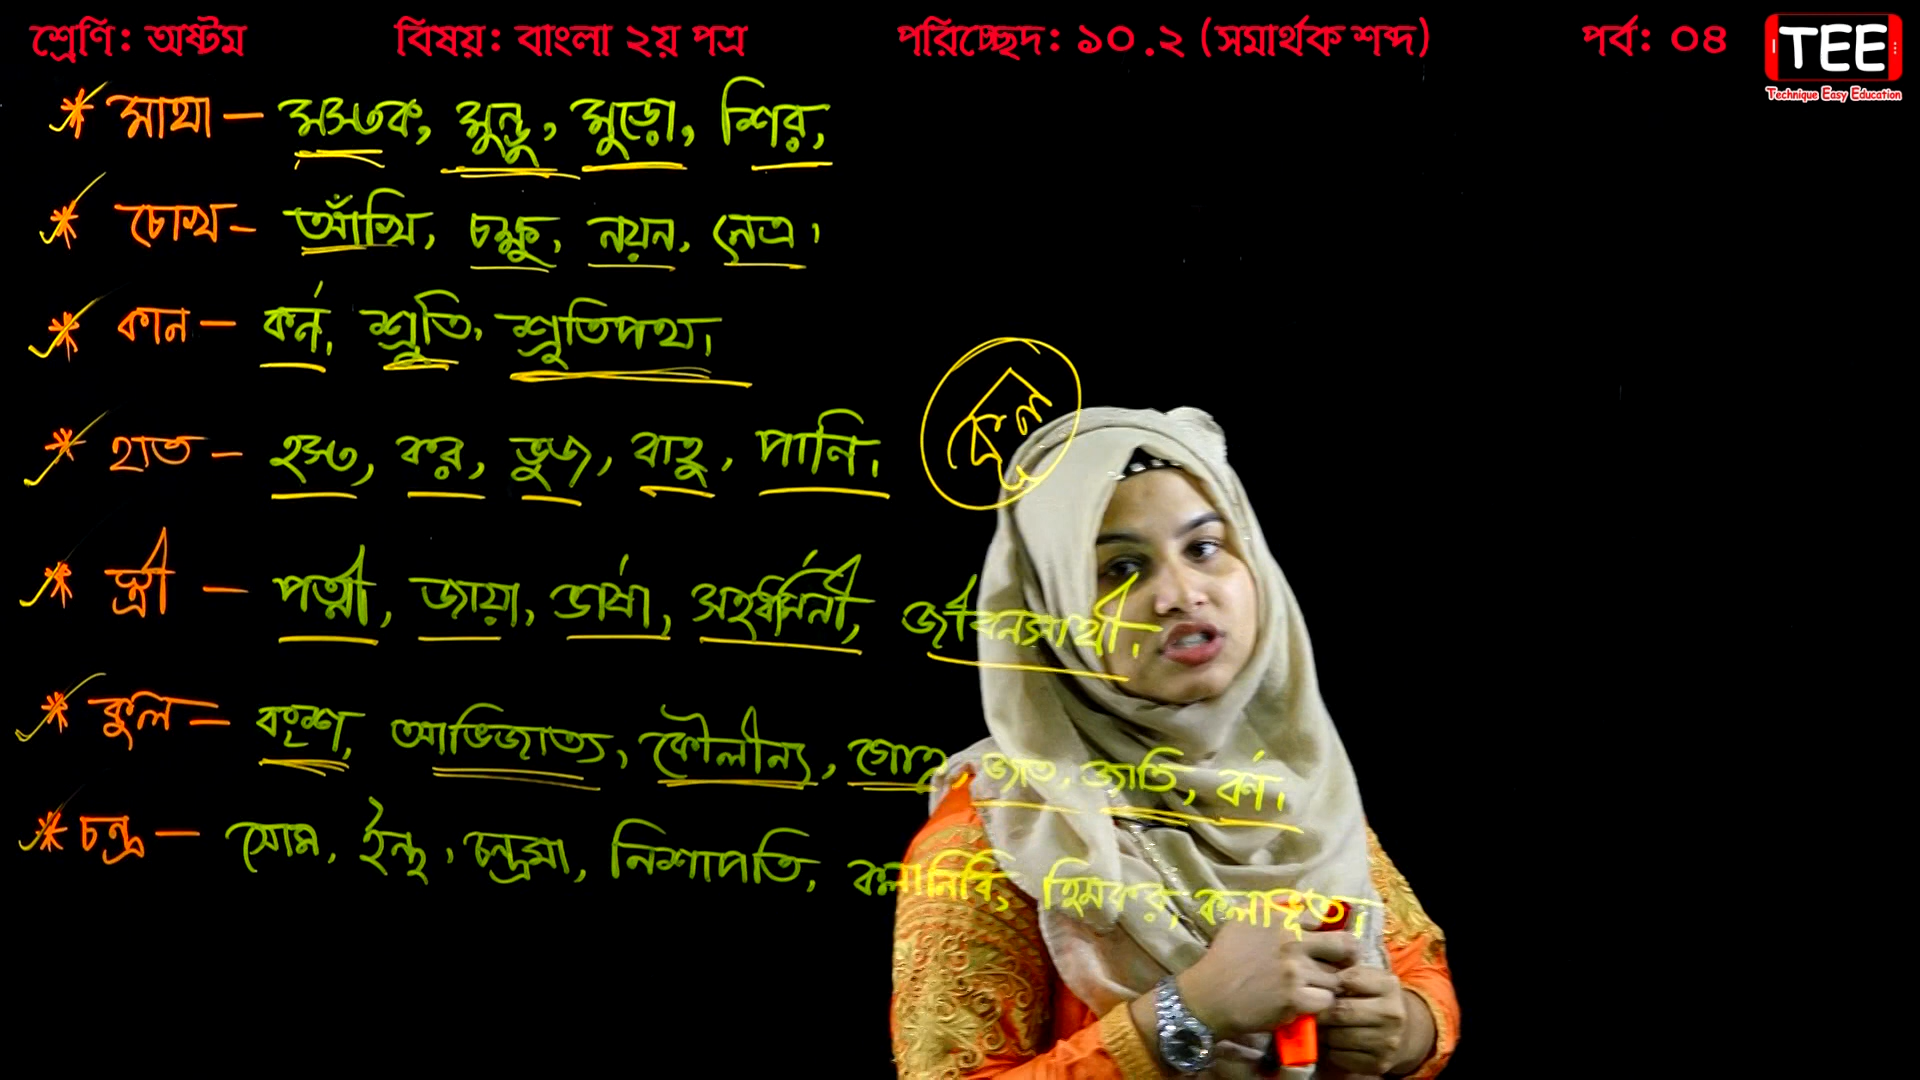 শ্রেণি: অষ্টম বিষয়: বাংলা ২য় পত্র পরিচ্ছেদ: ১০.২ (সমার্থক শব্দ) পর্ব: ০৪
TEE
Technique Easy Education
* মাথা — মস্তক, মুন্ডু, মুড়ো, শির,
* চোখ — আঁখি, চক্ষু, নয়ন, নেত্র।
* কান — কর্ন, শ্রুতি, শ্রুতিপথ।
* হাত — হস্ত, কর, ভুজ, বাহু, পানি।
কূল
* স্ত্রী — পত্নী, জায়া, ভার্যা, সহধর্মিনী, জীবনসাথী।
* কুল — বংশ, আভিজাত্য, কৌলীন্য, গোত্র, জাত, জাতি, বর্ণ।
* চন্দ্র — সোম, ইন্দু, চন্দ্রমা, নিশাপতি, কলানিধি, হিমকর, কলাভূত।